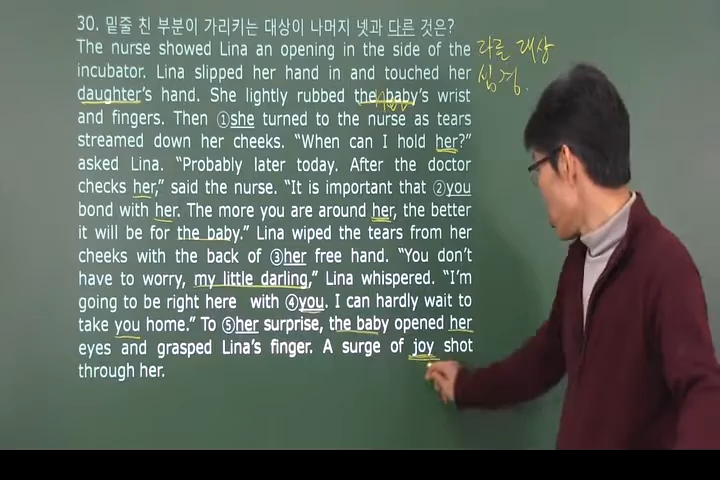 30. 밑줄 친 부분이 가리키는 대상이 나머지 넷과 다른 것은?
The nurse showed Lina an opening in the side of the
다를 대상
incubator. Lina slipped her hand in and touched her
심경.
daughter's hand. She lightly rubbed the baby's wrist
and fingers. Then ①she turned to the nurse as tears
streamed down her cheeks. "When can I hold her?"
asked Lina. "Probably later today. After the doctor
checks her," said the nurse. "It is important that ②you
bond with her. The more you are around her, the better
it will be for the baby." Lina wiped the tears from her
cheeks with the back of ③her free hand. "You don't
have to worry, my little darling," Lina whispered. "I'm
going to be right here with ④you. I can hardly wait to
take you home." To ⑤her surprise, the baby opened her
eyes and grasped Lina's finger. A surge of joy shot
through her.